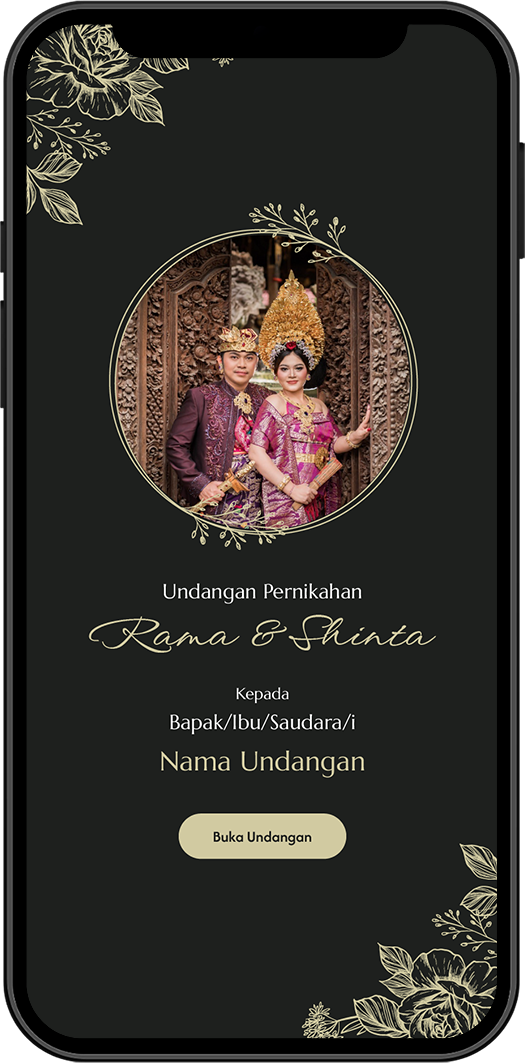 Undangan Pernikahan
Rama & Shinta
Kepada
Bapak/Ibu/Saudara/i
Nama Undangan
Buka Undangan